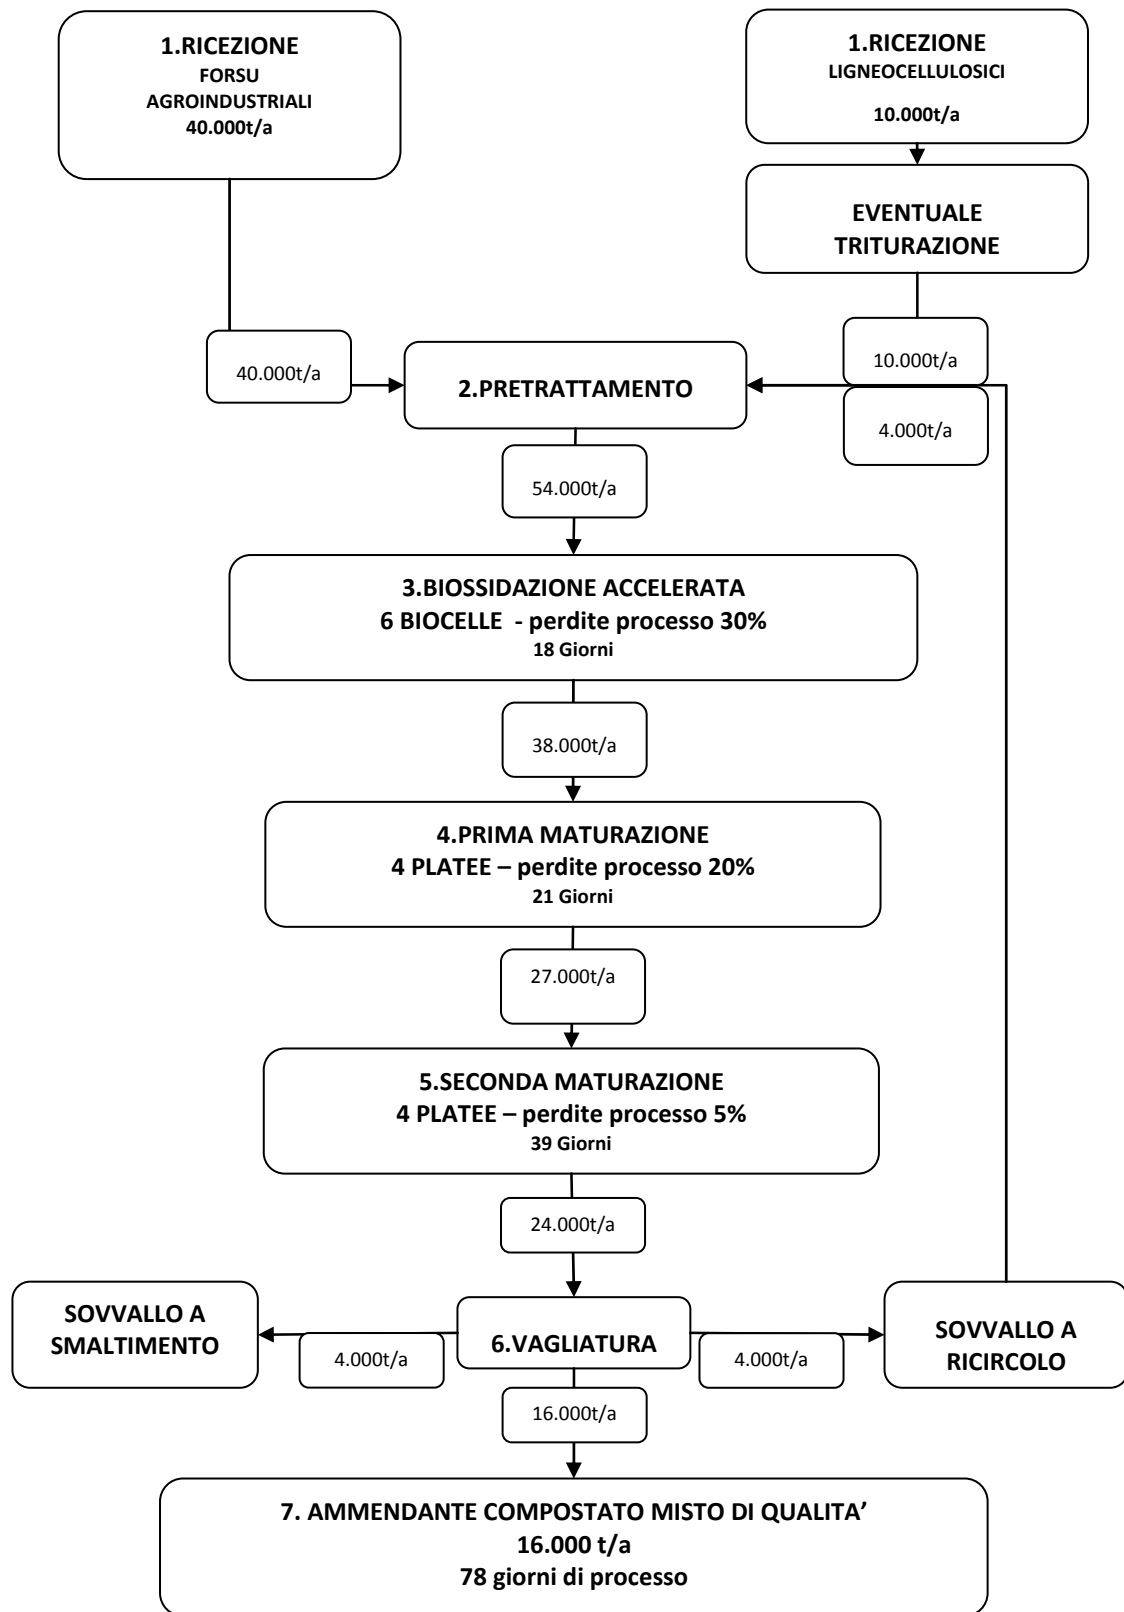 1.RICEZIONE
FORSU
AGROINDUSTRIALI
40.000t/a
1.RICEZIONE
LIGNEOCELLULOSICI
10.000t/a
EVENTUALE
TRITURAZIONE
40.000t/a
2.PRETRATTAMENTO
10.000t/a
4.000t/a
54.000t/a
3.BIOSSIDAZIONE ACCELERATA
6 BIOCELLE - perdite processo 30%
18 Giorni
38.000t/a
4.PRIMA MATURAZIONE
4 PLATEE – perdite processo 20%
21 Giorni
27.000t/a
5.SECONDA MATURAZIONE
4 PLATEE – perdite processo 5%
39 Giorni
24.000t/a
SOVVALLO A
SMALTIMENTO
4.000t/a
6.VAGLIATURA
4.000t/a
SOVVALLO A
RICIRCOLO
16.000t/a
7. AMMENDANTE COMPOSTATO MISTO DI QUALITA’
16.000 t/a
78 giorni di processo